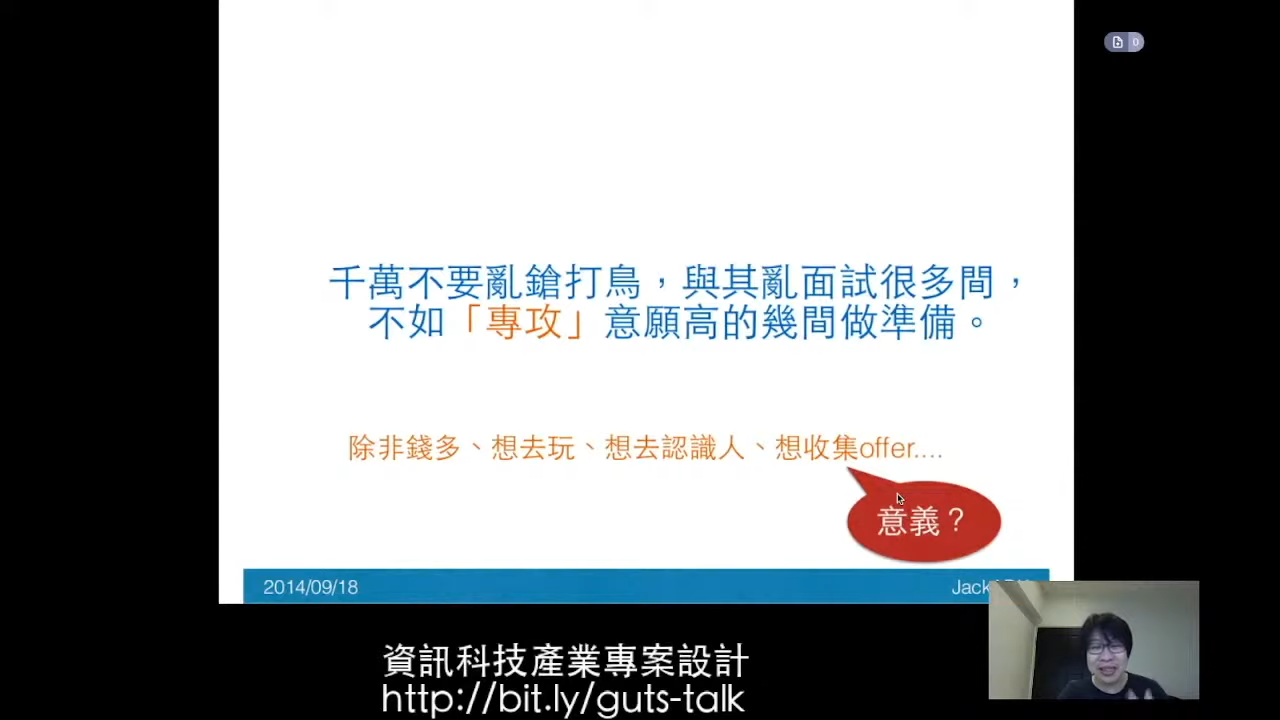 0
千萬不要亂鎗打鳥，與其亂面試很多間，
不如「專攻」意願高的幾間做準備。
除非錢多、想去玩、想去認識人、想收集offer....
意義？
2014/09/18
Jack
資訊科技產業專案設計
http://bit.ly/guts-talk